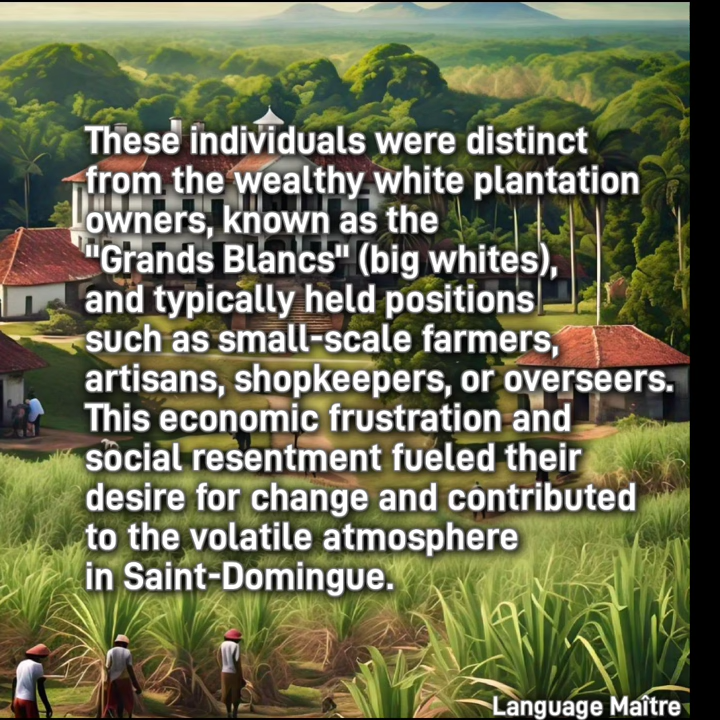 These individuals were distinct
from the wealthy white plantation
owners, known as the
"Grands Blancs" (big whites),
and typically held positions
such as small-scale farmers,
artisans, shopkeepers, or overseers.
This economic frustration and
social resentment fueled their
desire for change and contributed
to the volatile atmosphere
in Saint-Domingue.
Language Maître